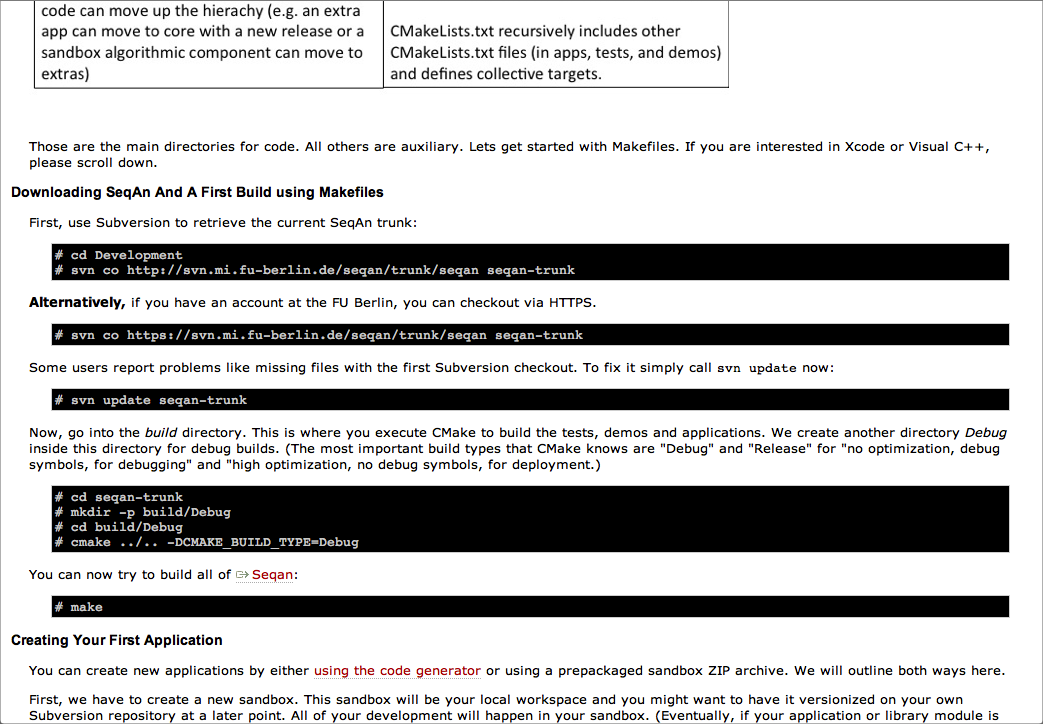 code can move up the hierachy (e.g. an extra
app can move to core with a new release or a
sandbox algorithmic component can move to
extras)
CMakeLists.txt recursively includes other
CMakeLists.txt files (in apps, tests, and demos)
and defines collective targets.
Those are the main directories for code. All others are auxiliary. Lets get started with Makefiles. If you are interested in Xcode or Visual C++,
please scroll down.
Downloading SeqAn And A First Build using Makefiles
First, use Subversion to retrieve the current SeqAn trunk:
# cd Development
# svn co http://svn.mi.fu-berlin.de/seqan/trunk/seqan seqan-trunk
Alternatively, if you have an account at the FU Berlin, you can checkout via HTTPS.
# svn co https://svn.mi.fu-berlin.de/seqan/trunk/seqan seqan-trunk
Some users report problems like missing files with the first Subversion checkout. To fix it simply call svn update now:
# svn update seqan-trunk
Now, go into the build directory. This is where you execute CMake to build the tests, demos and applications. We create another directory Debug
inside this directory for debug builds. (The most important build types that CMake knows are "Debug" and "Release" for "no optimization, debug
symbols, for debugging" and "high optimization, no debug symbols, for deployment.)
# cd seqan-trunk
# mkdir -p build/Debug
# cd build/Debug
# cmake ../.. -DCMAKE_BUILD_TYPE=Debug
You can now try to build all of Seqan:
# make
Creating Your First Application
You can create new applications by either using the code generator or using a prepackaged sandbox ZIP archive. We will outline both ways here.
First, we have to create a new sandbox. This sandbox will be your local workspace and you might want to have it versionized on your own
Subversion repository at a later point. All of your development will happen in your sandbox. (Eventually, if your application or library module is